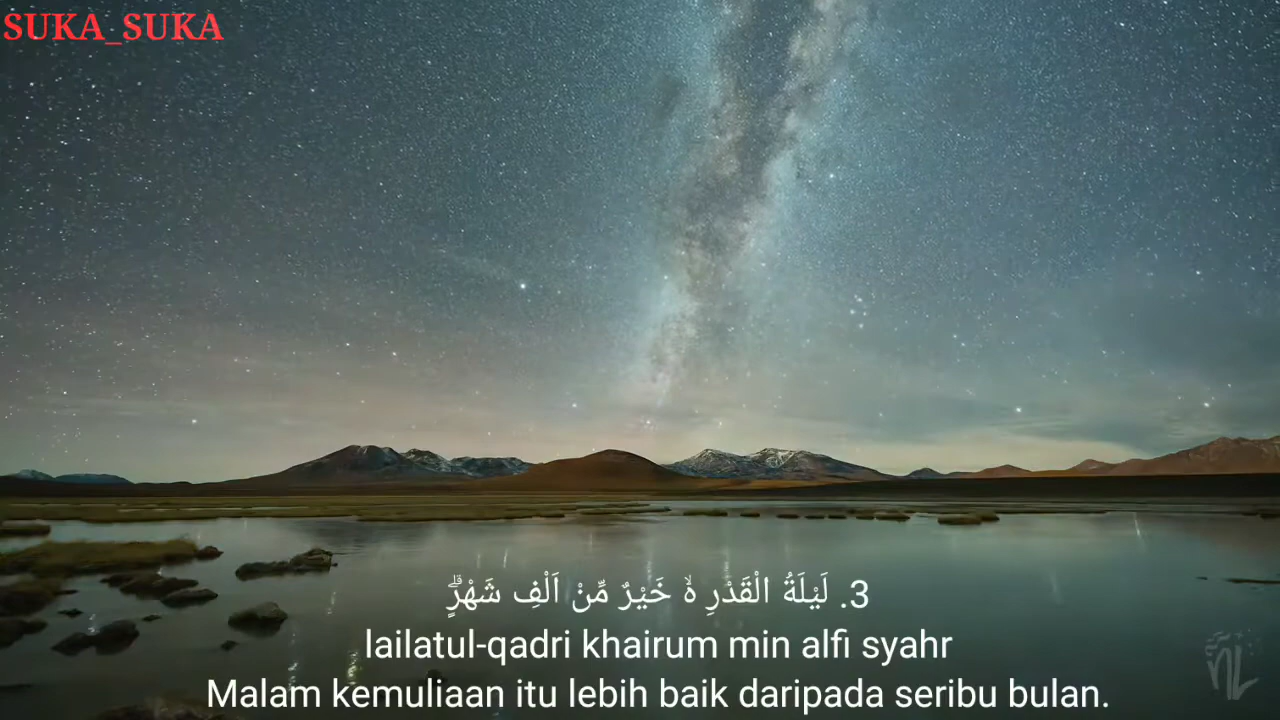 SUKA_SUKA
3. لَيْلَةُ الْقَدْرِ ەۙ خَيْرٌ مِّنْ اَلْفِ شَهْرٍۗ
lailatul-qadri khairum min alfi syahr
Malam kemuliaan itu lebih baik daripada seribu bulan.